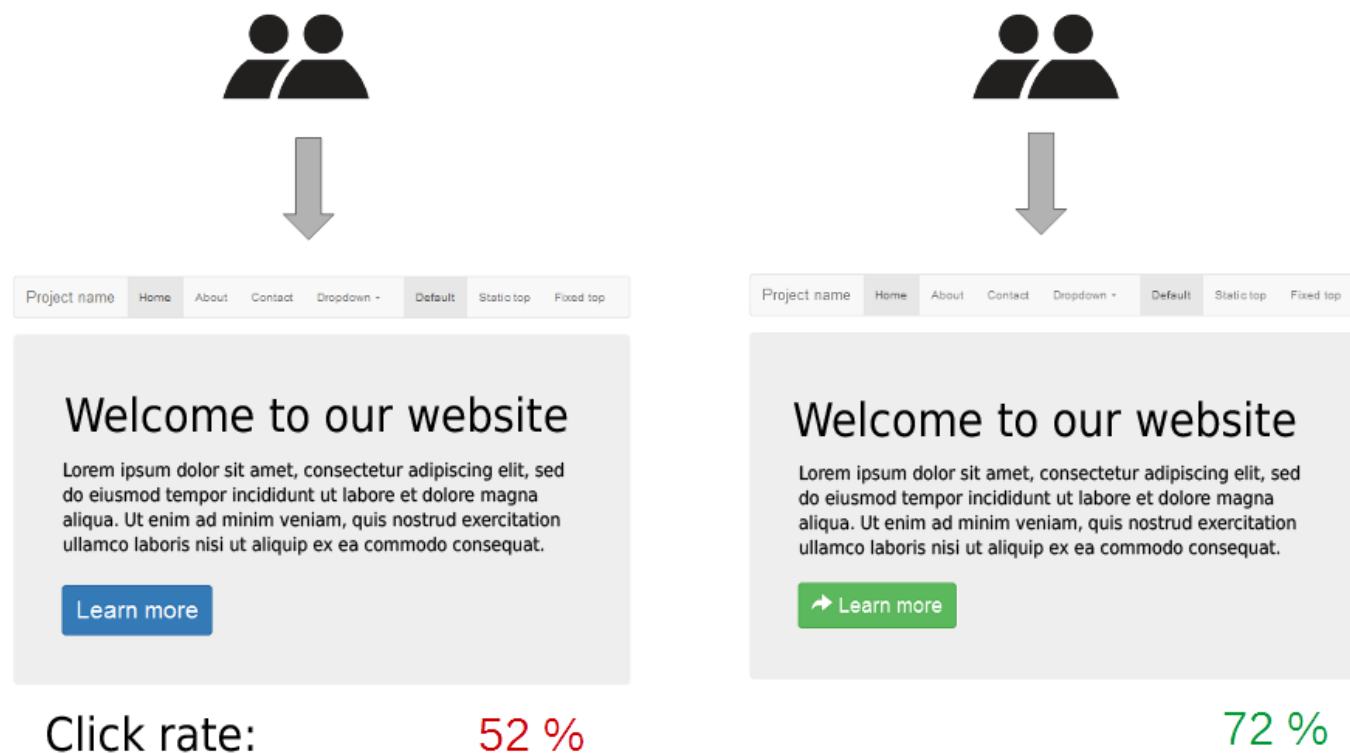 Project name Home About Contact Dropdown Default Static top Fixed top
Welcome to our website
Lorem ipsum dolor sit amet, consectetur adipiscing elit, sed
do eiusmod tempor incididunt ut labore et dolore magna
aliqua. Ut enim ad minim veniam, quis nostrud exercitation
ullamco laboris nisi ut aliquip ex ea commodo consequat.
Learn more
Click rate: 52 %
Project name Home About Contact Dropdown Default Static top Fixed top
Welcome to our website
Lorem ipsum dolor sit amet, consectetur adipiscing elit, sed
do eiusmod tempor incididunt ut labore et dolore magna
aliqua. Ut enim ad minim veniam, quis nostrud exercitation
ullamco laboris nisi ut aliquip ex ea commodo consequat.
Learn more
72 %